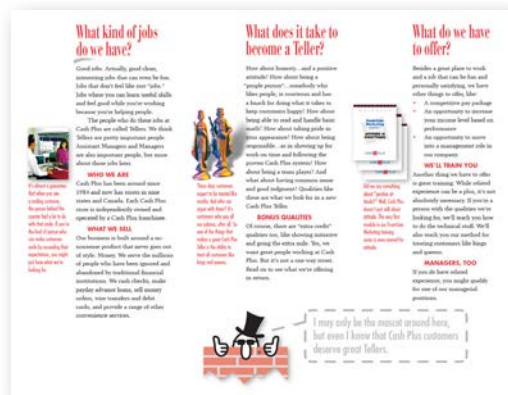 What kind of jobs
do we have?
Good jobs. Actually, good clean,
interesting jobs that can even be fun.
Jobs that don't feel like just "jobs."
Jobs where you can learn useful skills
and feel good while you're working
because you're helping people.
The people who do these jobs at
Cash Plus are called Tellers. We think
Tellers are pretty important people.
Assistant Managers and Managers
are also important people, but more
about those jobs later.
WHO WE ARE
Cash Plus has been around since
1984 and now has stores in nine
states and Canada. Each Cash Plus
store is independently owned and
operated by a Cash Plus franchisee.
WHAT WE SELL
Our business is built around a no-
nonsense product that never goes out
of style. Money. We serve the millions
of people who have been ignored and
abandoned by traditional financial
institutions. We cash checks, make
payday advance loans, sell money
orders, wire transfers and debit
cards, and provide a range of other
convenience services.
What does it take to
become a Teller?
How about honesty...and a positive
attitude? How about being a
"people person"...somebody who
likes people, is courteous and has
a hunch for doing what it takes to
keep customers happy? How about
being able to read and handle basic
math? How about taking pride in
your appearance? How about being
responsible...as in showing up for
work on time and following the
proven Cash Plus system? How
about being a team player? And
what about having common sense
and good judgment? Qualities like
these are what we look for in a new
Cash Plus Teller.
BONUS QUALITIES
Of course, there are "extra credit"
qualities too, like showing initiative
and going the extra mile. Yes, we
want great people working at Cash
Plus. But it's not a one-way street.
Read on to see what we're offering
in return.
What do we have
to offer?
Besides a great place to work
and a job that can be fun and
personally satisfying, we have
other things to offer, like:
• A competitive pay package
• An opportunity to increase
your income level based on
performance
• An opportunity to move
into a management role in
our company
WE'LL TRAIN YOU
Another thing we have to offer
is great training. While related
experience can be a plus, it's not
absolutely necessary. If you're a
person with the qualities we're
looking for, we'll teach you how
to do the technical stuff. We'll
also teach you our method for
treating customers like kings
and queens.
MANAGERS, TOO
If you do have related
experience, you might qualify
for one of our managerial
positions.
I may only be the mascot around here,
but even I know that Cash Plus customers
deserve great Tellers.